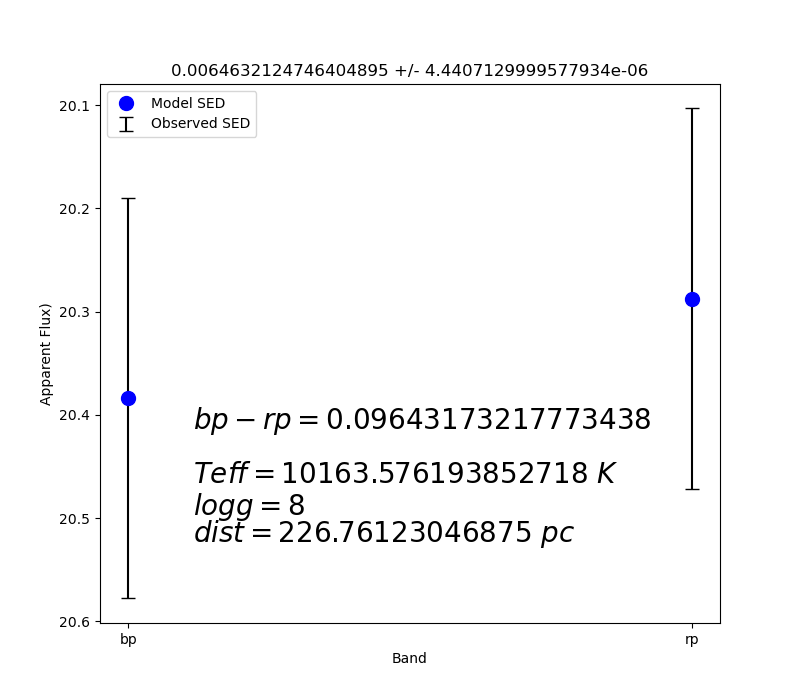 0.0064632124746404895 +/- 4.4407129999577934e-06
Model SED
Observed SED
20.1
20.2
20.3
20.4
20.5
20.6
Apparent Flux)
bp − rp = 0.09643173217773438
Teff = 10163.576193852718 K
logg = 8
dist = 226.76123046875 pc
bp
rp
Band